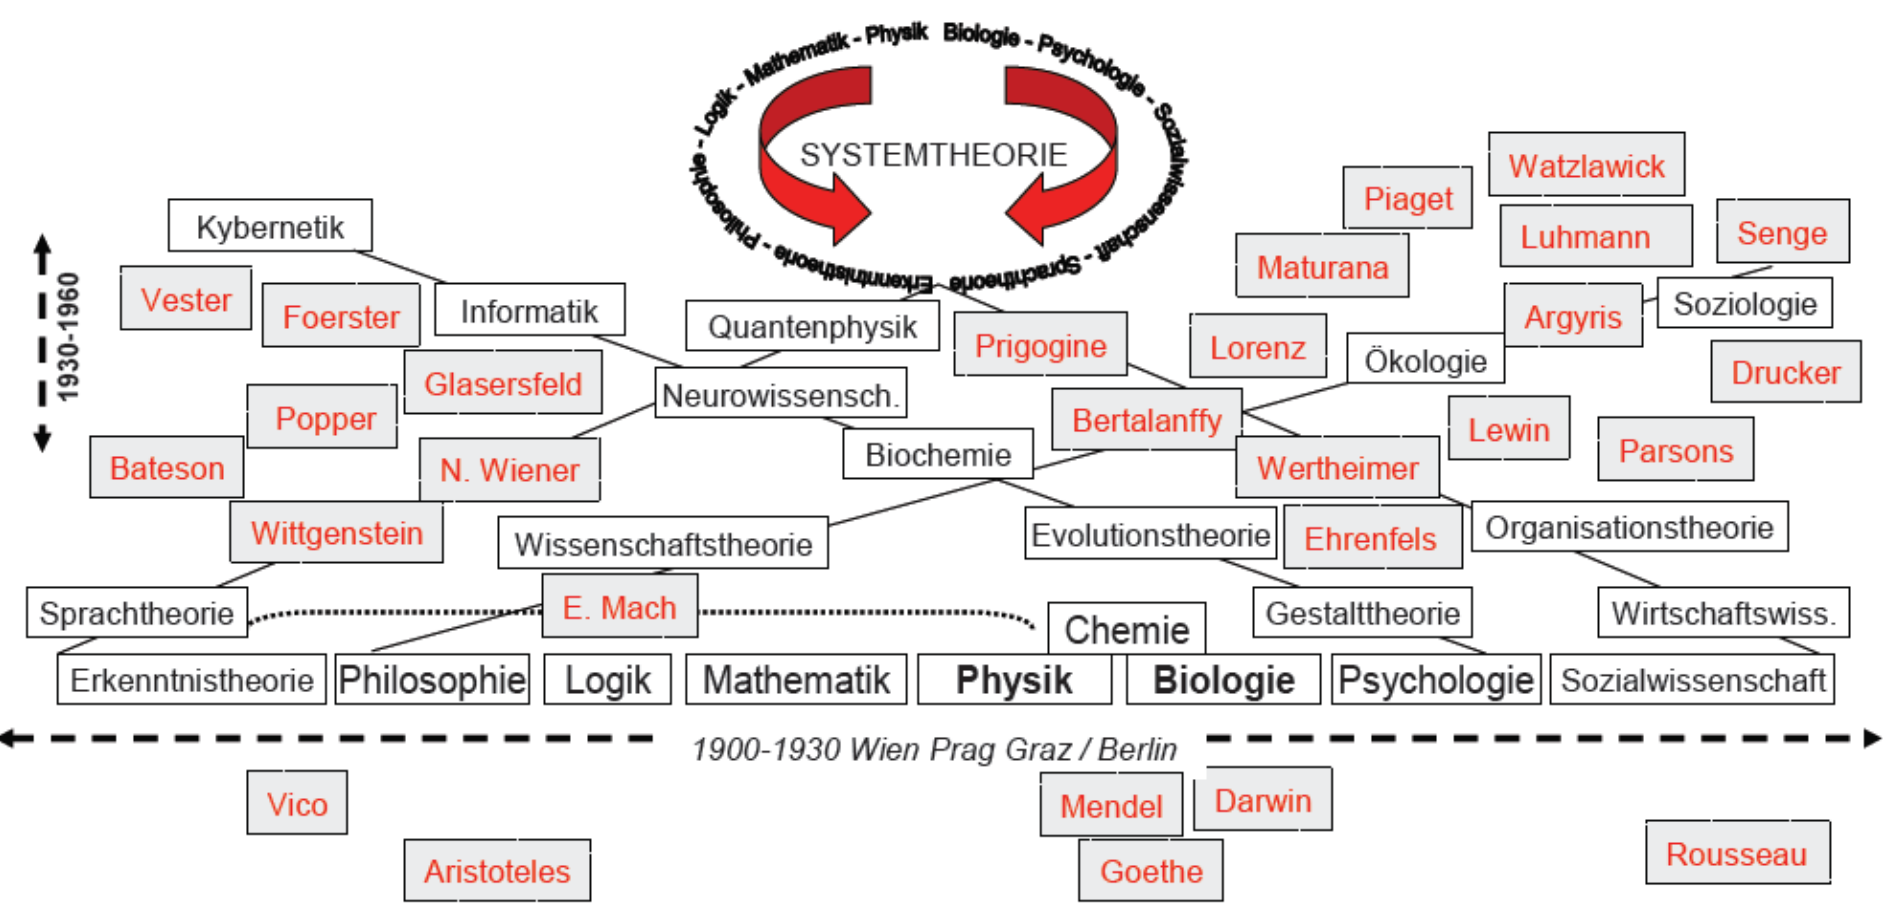 Erkenntnistheorie - Philosophie - Logik - Mathematik - Physik
Biologie - Psychologie - Sozialwissenschaft - Sprachtheorie
SYSTEMTHEORIE
Watzlawick
Piaget
Kybernetik
Luhmann
Senge
Maturana
1930-1960
Vester
Foerster
Informatik
Quantenphysik
Prigogine
Lorenz
Argyris
Soziologie
Ökologie
Drucker
Glasersfeld
Neurowissensch.
Popper
Bertalanffy
Lewin
Parsons
Bateson
N. Wiener
Biochemie
Wertheimer
Wittgenstein
Wissenschaftstheorie
Evolutionstheorie
Ehrenfels
Organisationstheorie
Sprachtheorie
E. Mach
Chemie
Gestalttheorie
Wirtschaftswiss.
Erkenntnistheorie
Philosophie
Logik
Mathematik
Physik
Biologie
Psychologie
Sozialwissenschaft
1900-1930 Wien Prag Graz / Berlin
Vico
Mendel
Darwin
Aristoteles
Goethe
Rousseau